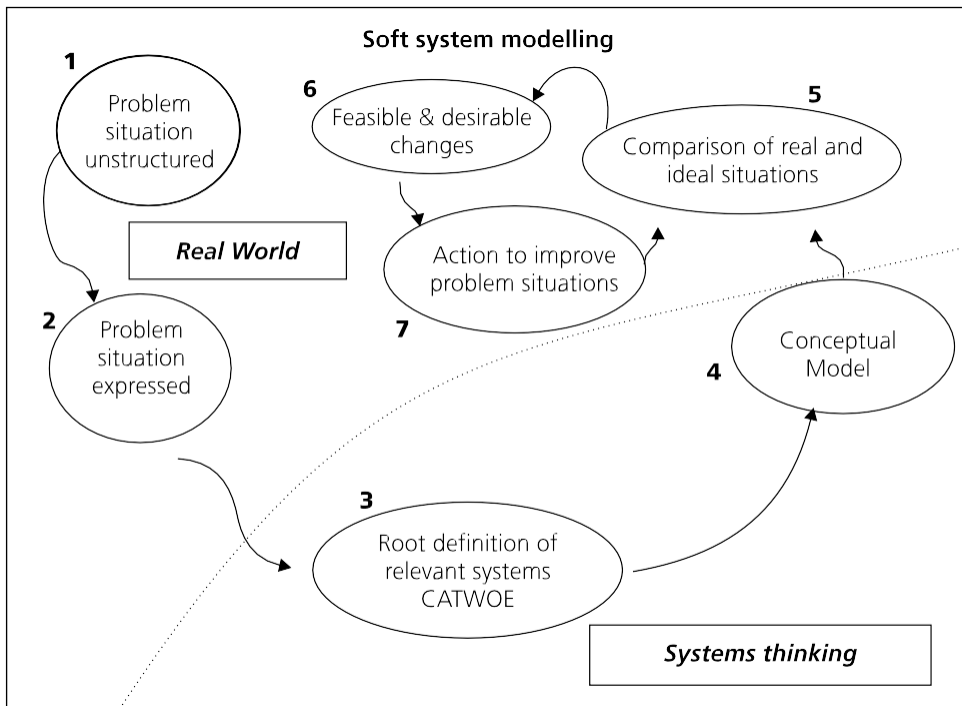 Soft system modelling
1
Problem
situation
unstructured
2
Problem
situation
expressed
Real World
3
Root definition of
relevant systems
CATWOE
4
Conceptual
Model
5
Comparison of real and
ideal situations
6
Feasible & desirable
changes
7
Action to improve
problem situations
Systems thinking